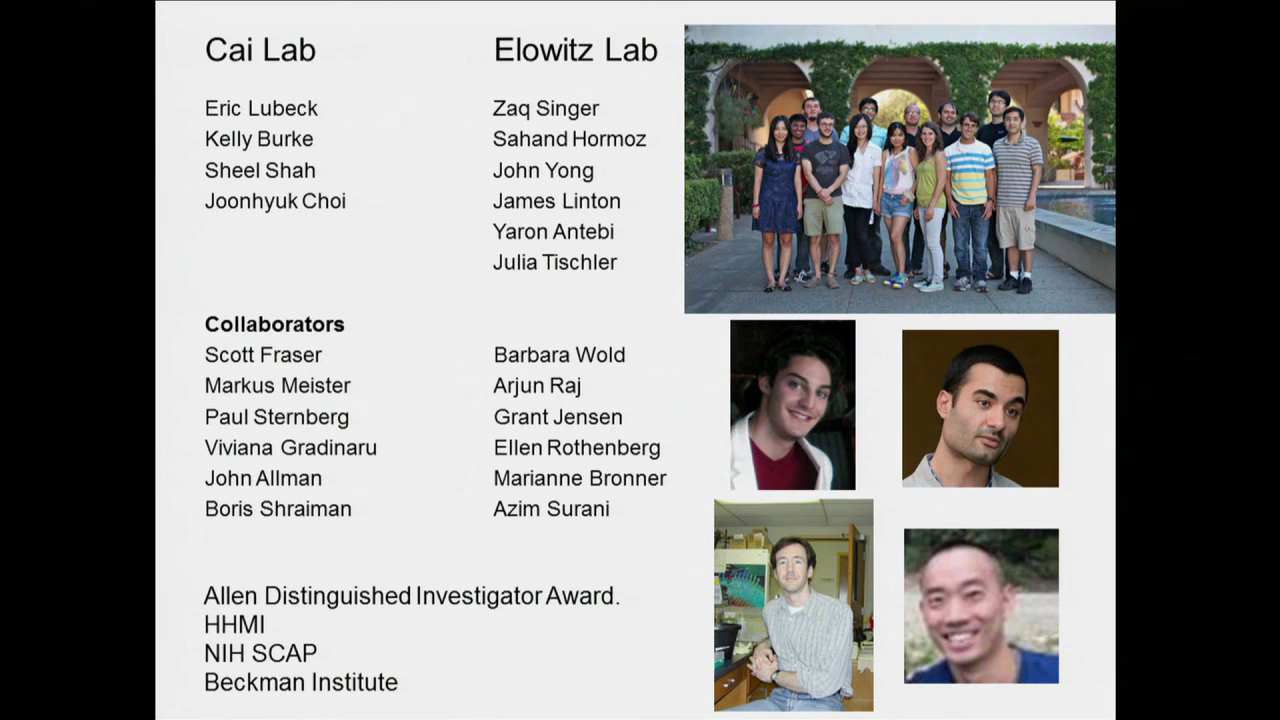 Cai Lab
Eric Lubeck
Kelly Burke
Sheel Shah
Joonhyuk Choi
Elowitz Lab
Zaq Singer
Sahand Hormoz
John Yong
James Linton
Yaron Antebi
Julia Tischler
Collaborators
Scott Fraser
Markus Meister
Paul Sternberg
Viviana Gradinaru
John Allman
Boris Shraiman
Barbara Wold
Arjun Raj
Grant Jensen
Ellen Rothenberg
Marianne Bronner
Azim Surani
Allen Distinguished Investigator Award.
HHMI
NIH SCAP
Beckman Institute